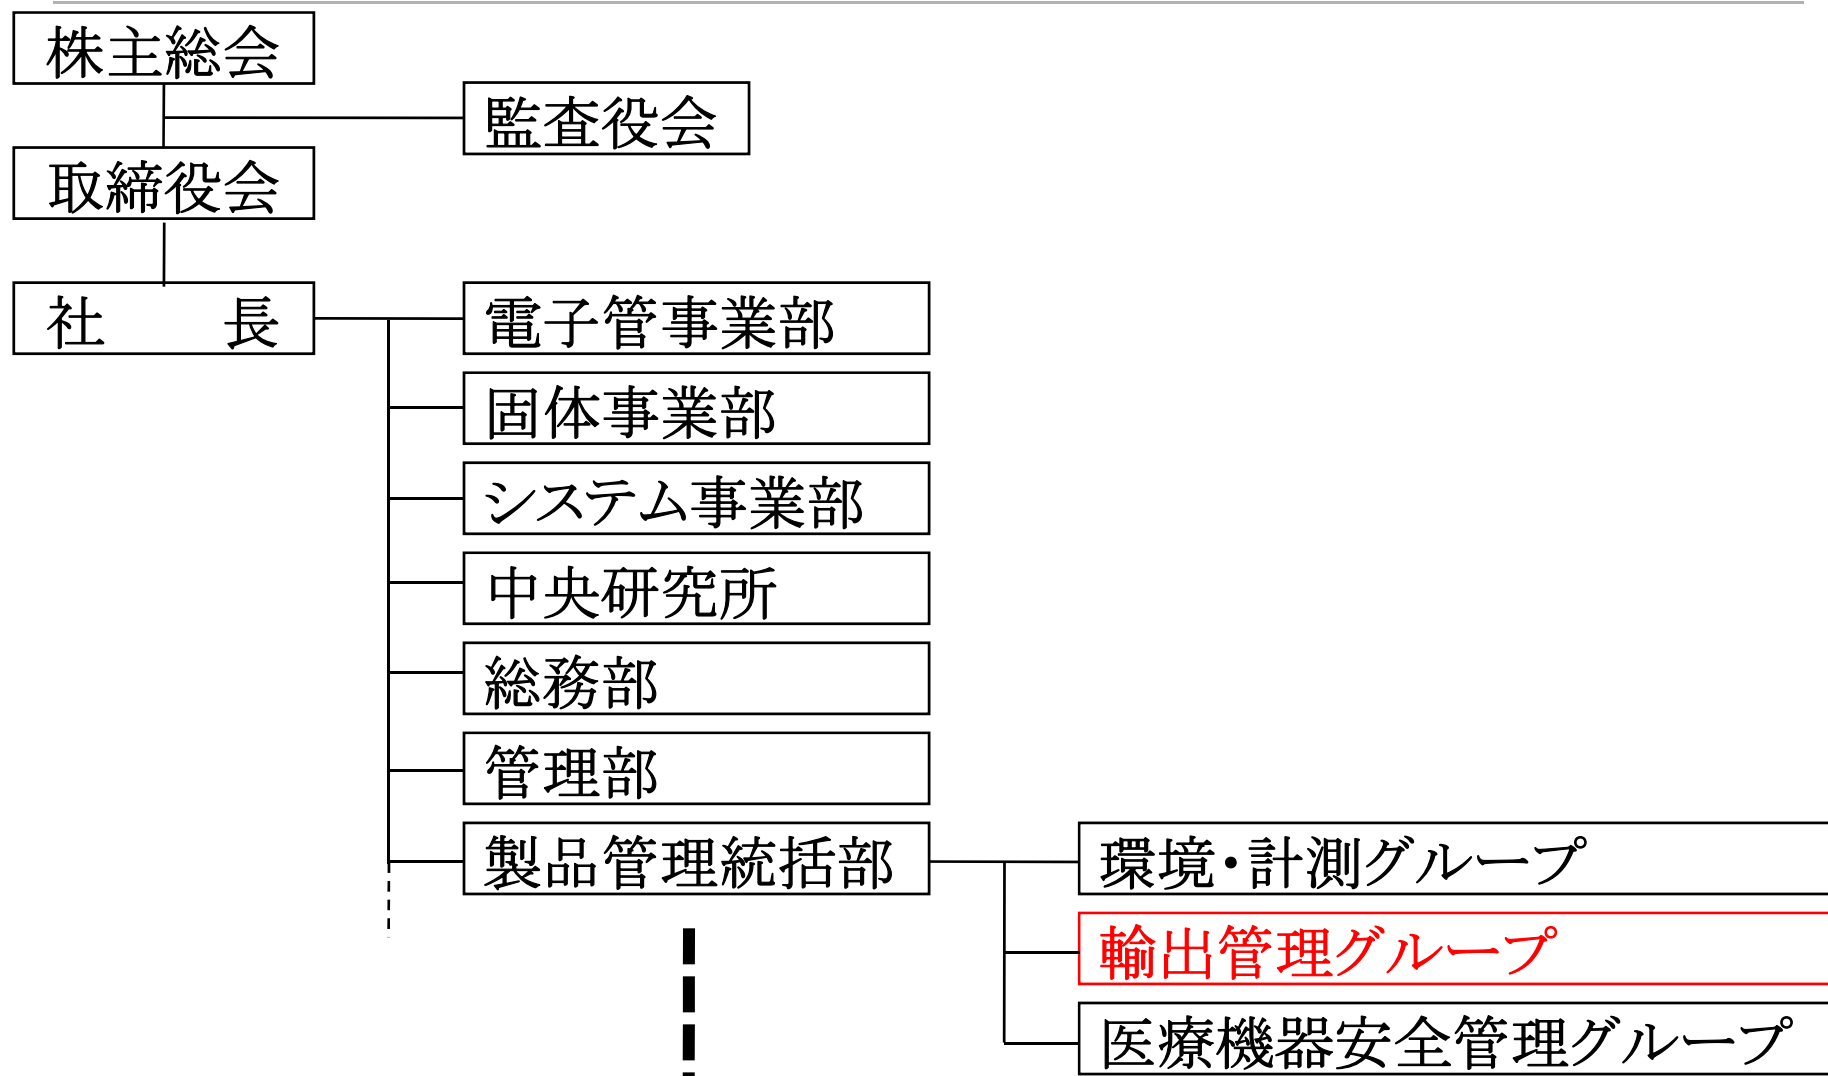 株主総会
監査役会
取締役会
社　　長
電子管事業部
固体事業部
システム事業部
中央研究所
総務部
管理部
製品管理統括部
環境・計測グループ
輸出管理グループ
医療機器安全管理グループ